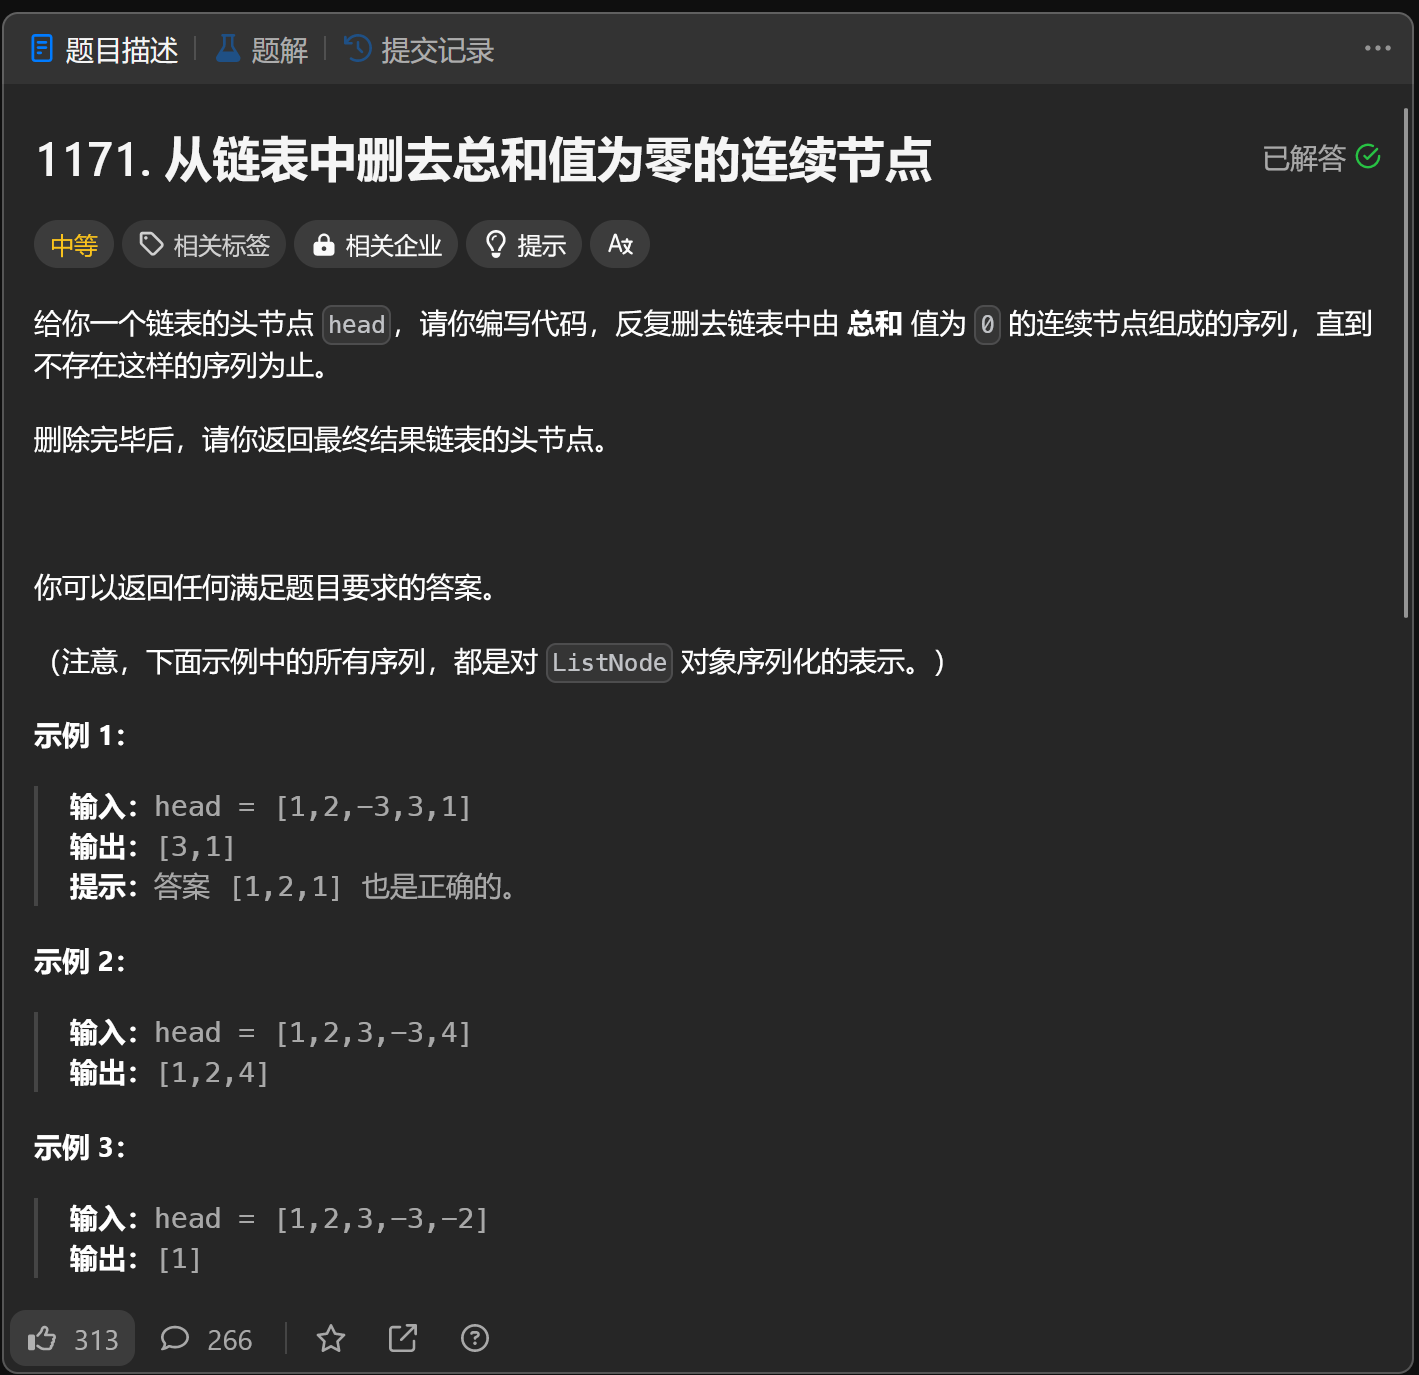 题目描述 题解 提交记录
1171. 从链表中删去总和值为零的连续节点
已解答
中等 相关标签 相关企业 提示
给你一个链表的头节点 head，请你编写代码，反复删去链表中由 总和 值为 0 的连续节点组成的序列，直到
不存在这样的序列为止。
删除完毕后，请你返回最终结果链表的头节点。
你可以返回任何满足题目要求的答案。
（注意，下面示例中的所有序列，都是对 ListNode 对象序列化的表示。）
示例 1：
输入：head = [1,2,-3,3,1]
输出：[3,1]
提示：答案 [1,2,1] 也是正确的。
示例 2：
输入：head = [1,2,3,-3,4]
输出：[1,2,4]
示例 3：
输入：head = [1,2,3,-3,-2]
输出：[1]
313 266